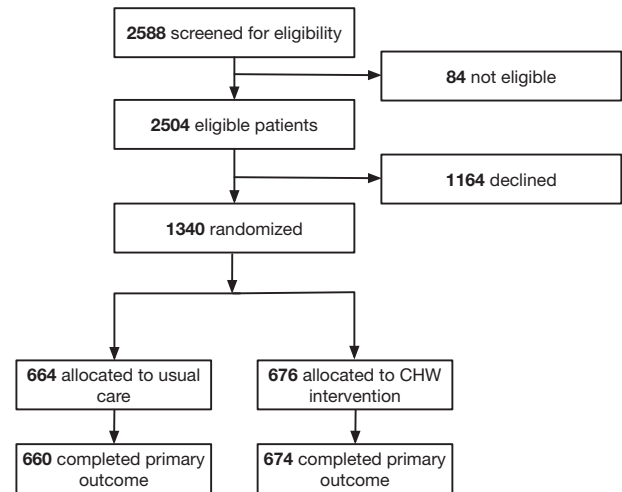 2588 screened for eligibility
84 not eligible
2504 eligible patients
1164 declined
1340 randomized
664 allocated to usual
care
676 allocated to CHW
intervention
660 completed primary
outcome
674 completed primary
outcome